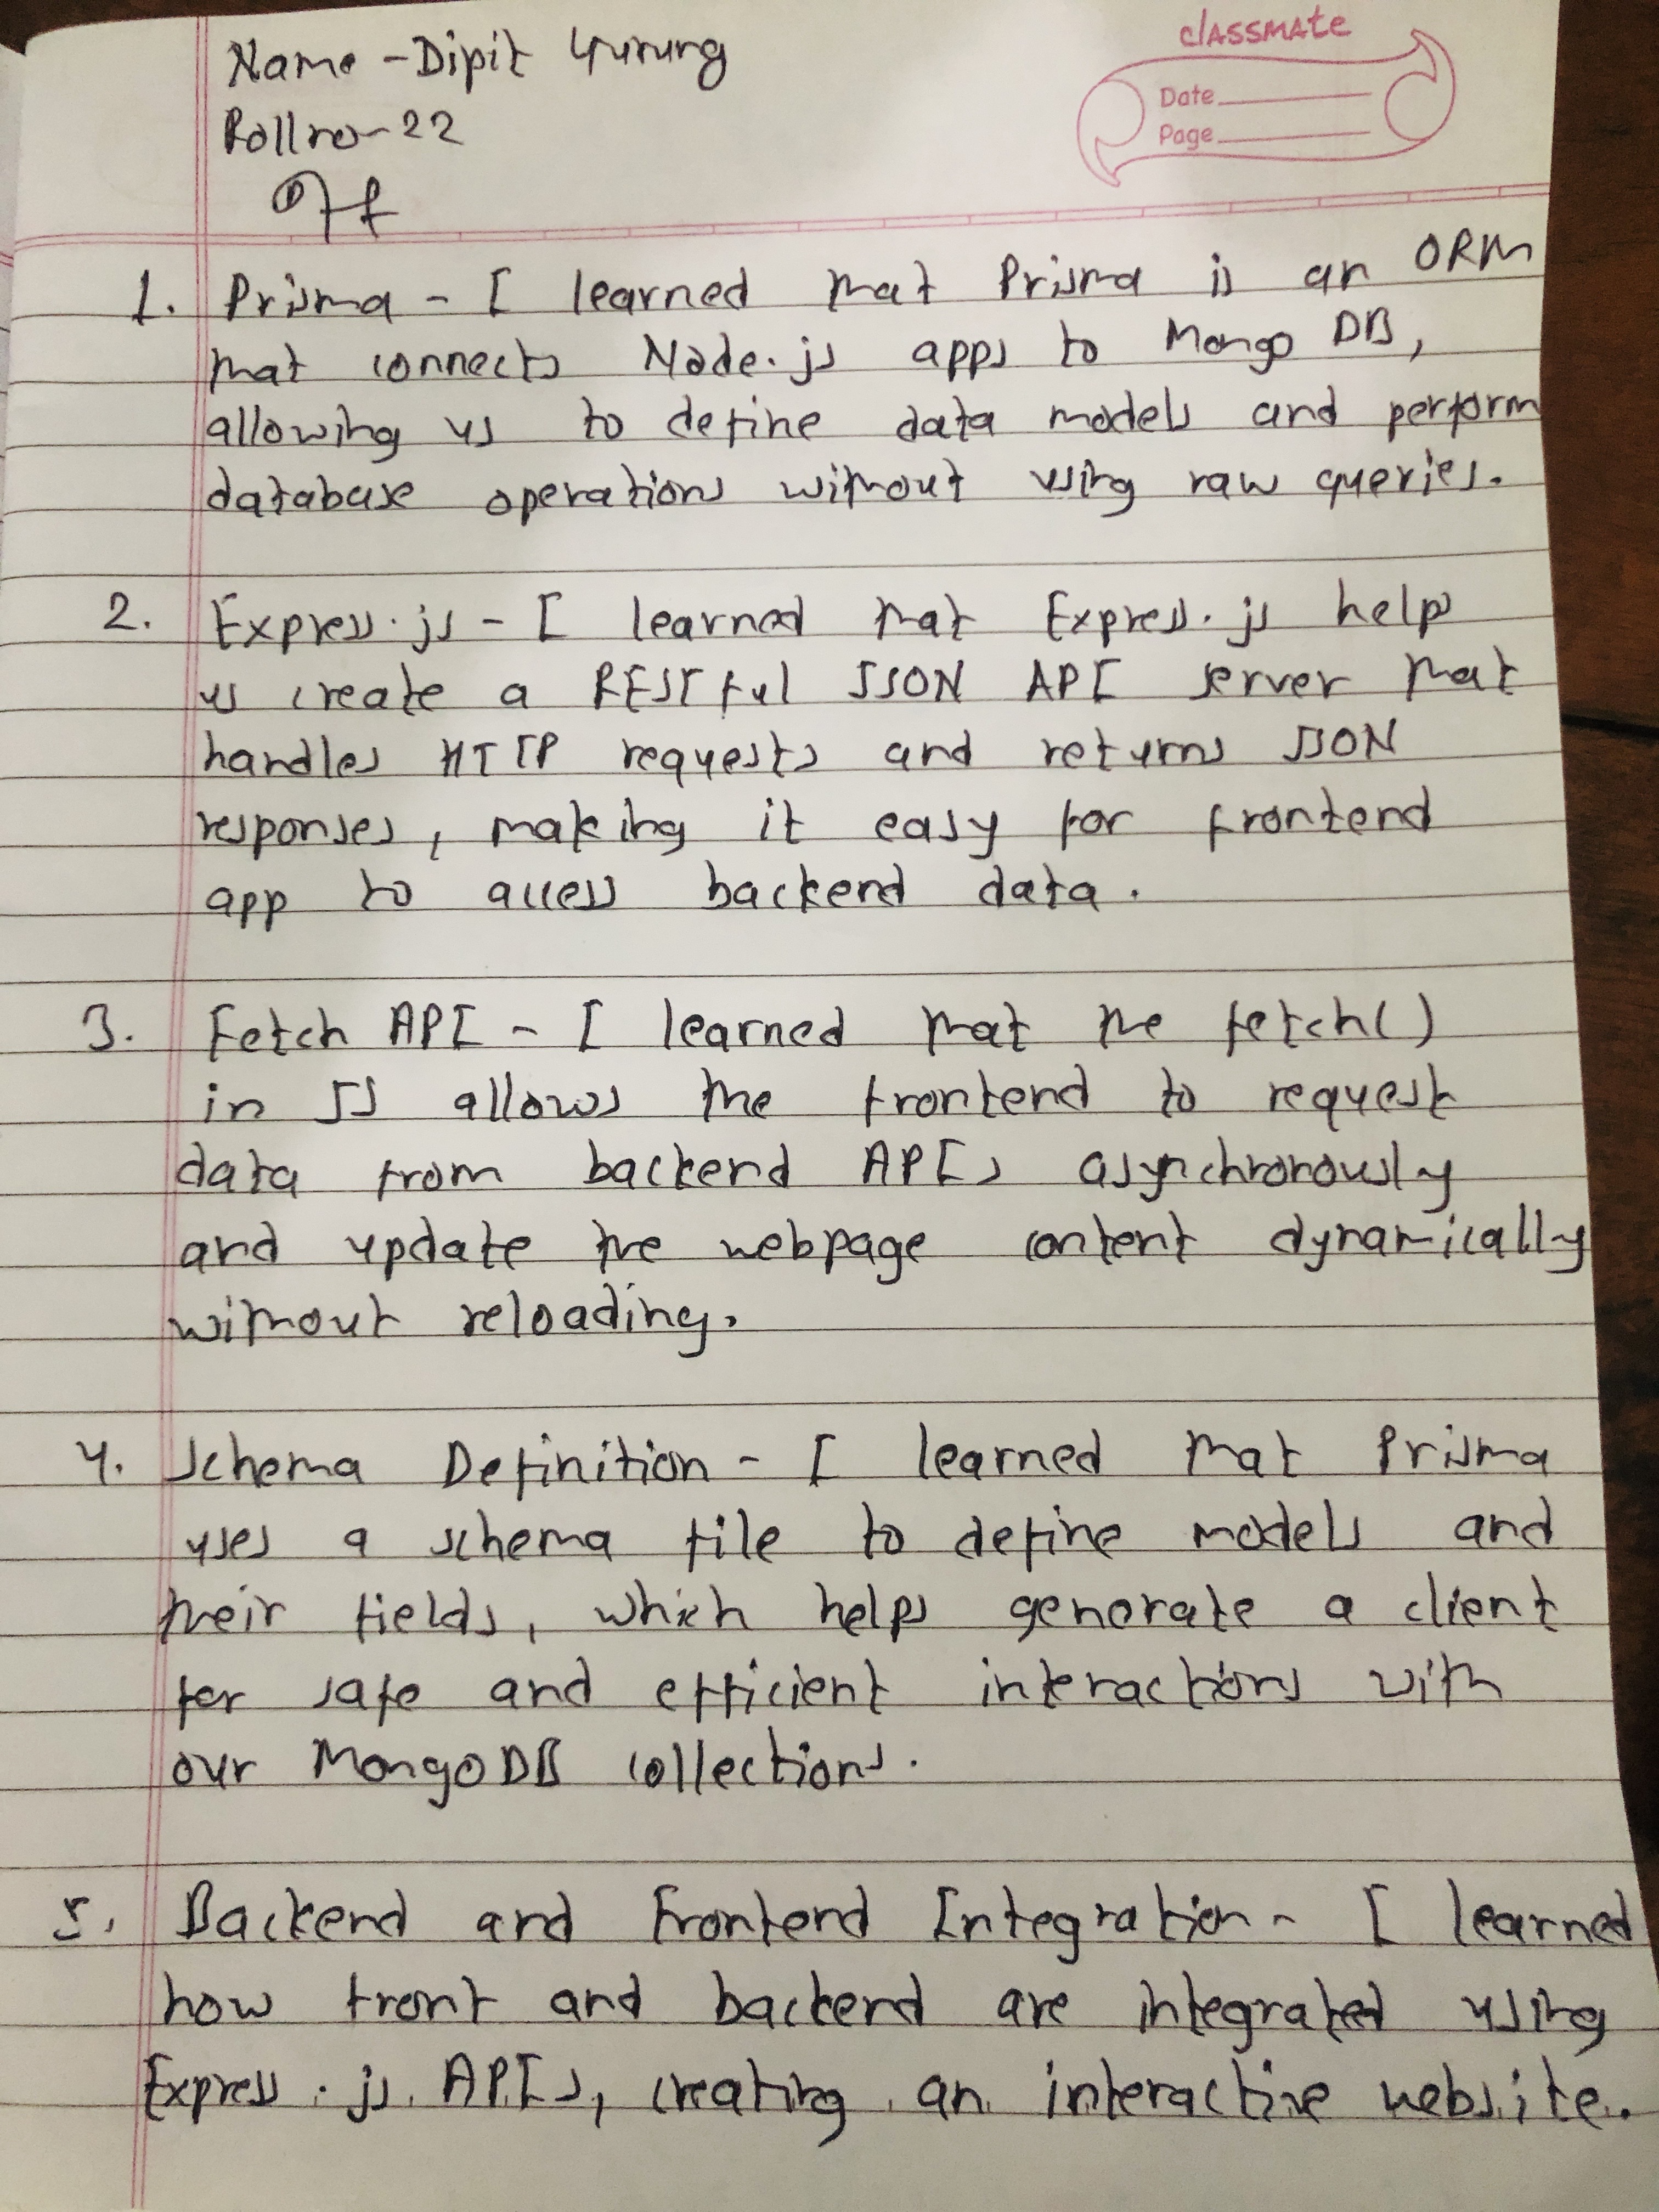 classmate
Date
Page
Name - Dipit Gurung
Roll no - 22
1. Prisma - I learned that Prisma is an ORM
that connects Node.js apps to Mongo DB,
allowing us to define data models and perform
database operations without using raw queries.
2. Express.js - I learned that Express.js help
us create a RESTful JSON API server that
handles HTTP requests and returns JSON
responses, making it easy for frontend
app to access backend data.
3. Fetch API - I learned that the fetch()
in JS allows the frontend to request
data from backend APIs asynchronously
and update the webpage content dynamically
without reloading.
4. Schema Definition - I learned that Prisma
uses a schema file to define models and
their fields, which helps generate a client
for safe and efficient interactions with
our MongoDB collections.
5. Backend and Frontend Integration - I learned
how front and backend are integrated using
Express.js APIs, creating an interactive website.